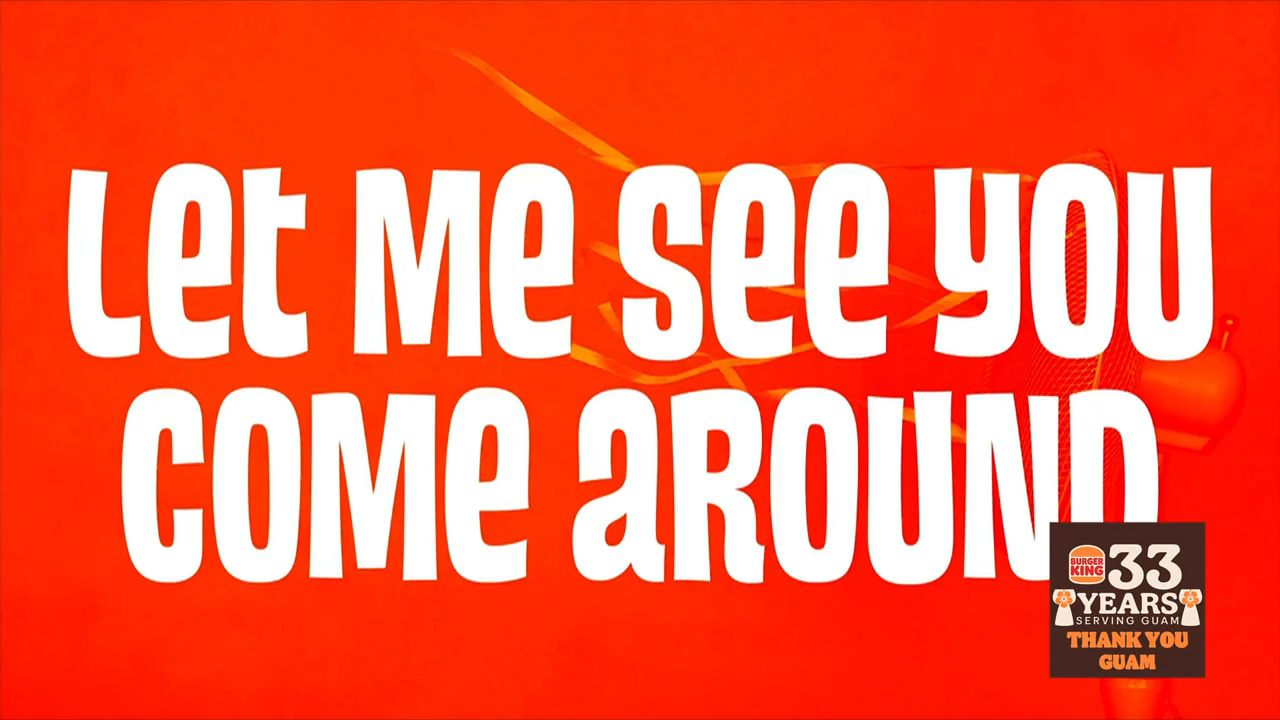 Let Me See You
Come Around
BURGER
KING
33
YEARS
SERVING GUAM
THANK YOU
GUAM